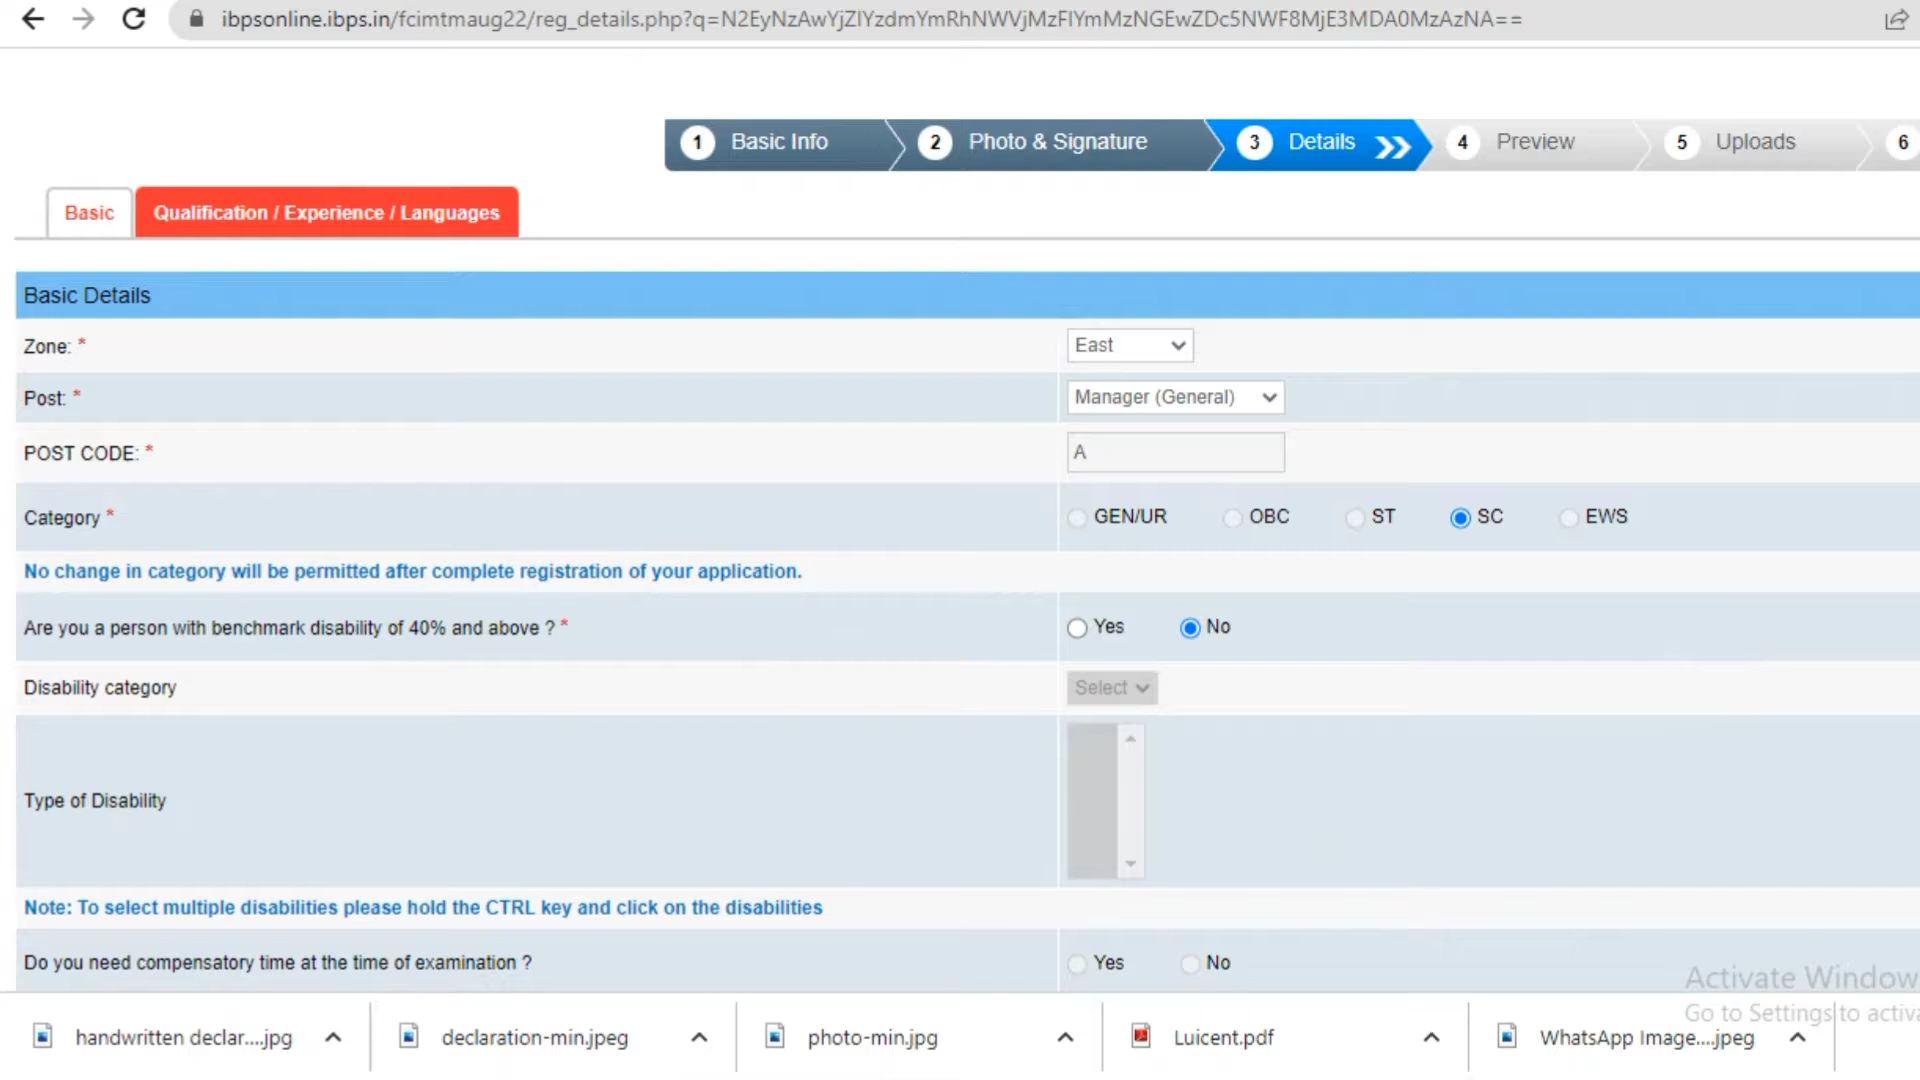 ibpsonline.ibps.in/fcimtmaug22/reg_details.php?q=N2EyNzAwYjZlYzdmYmRhNWVjMzFlYmMzNGEwZDc5NWF8MjE3MDA0MzAzNA==
1 Basic Info 2 Photo & Signature 3 Details 4 Preview 5 Uploads 6
Basic Qualification / Experience / Languages
Basic Details
Zone: * East
Post: * Manager (General)
POST CODE: * A
Category * GEN/UR OBC ST SC EWS
No change in category will be permitted after complete registration of your application.
Are you a person with benchmark disability of 40% and above ? * Yes No
Disability category Select
Type of Disability
Note: To select multiple disabilities please hold the CTRL key and click on the disabilities
Do you need compensatory time at the time of examination ? Yes No
Activate Window
Go to Settings to activa
handwritten declar....jpg declaration-min.jpeg photo-min.jpg Luicent.pdf WhatsApp Image....jpeg